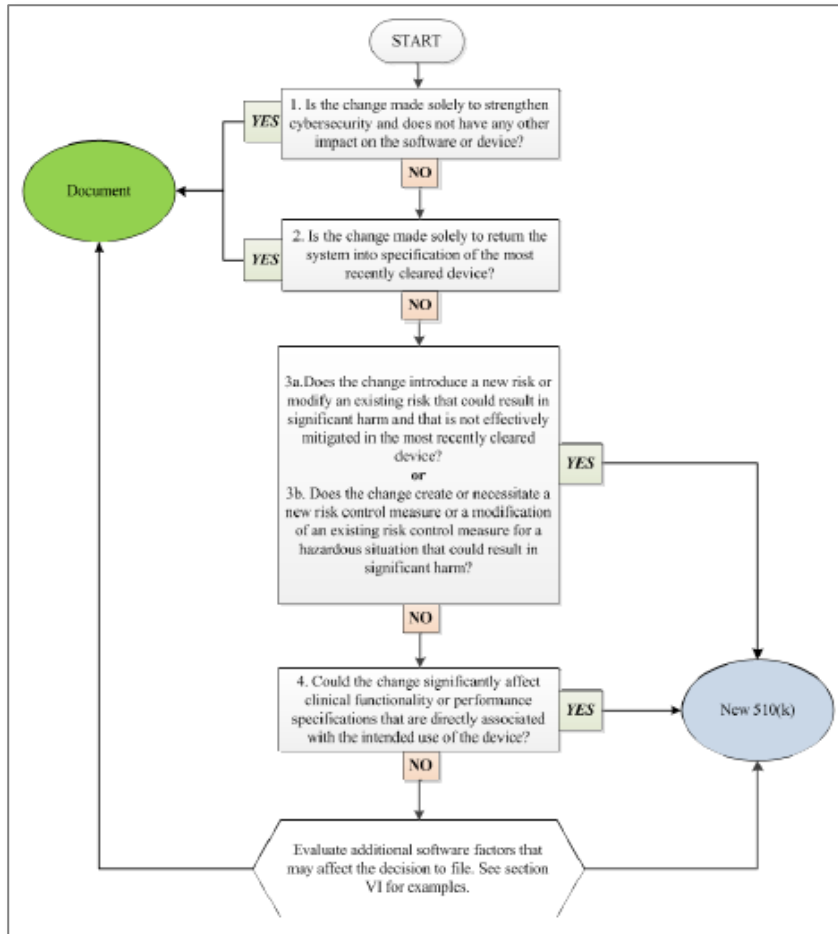 START
1. Is the change made solely to strengthen
cybersecurity and does not have any other
impact on the software or device?
YES
NO
Document
2. Is the change made solely to return the
system into specification of the most
recently cleared device?
YES
NO
3a.Does the change introduce a new risk or
modify an existing risk that could result in
significant harm and that is not effectively
mitigated in the most recently cleared
device?
or
3b. Does the change create or necessitate a
new risk control measure or a modification
of an existing risk control measure for a
hazardous situation that could result in
significant harm?
YES
NO
4. Could the change significantly affect
clinical functionality or performance
specifications that are directly associated
with the intended use of the device?
YES
New 510(k)
NO
Evaluate additional software factors that
may affect the decision to file. See section
VI for examples.